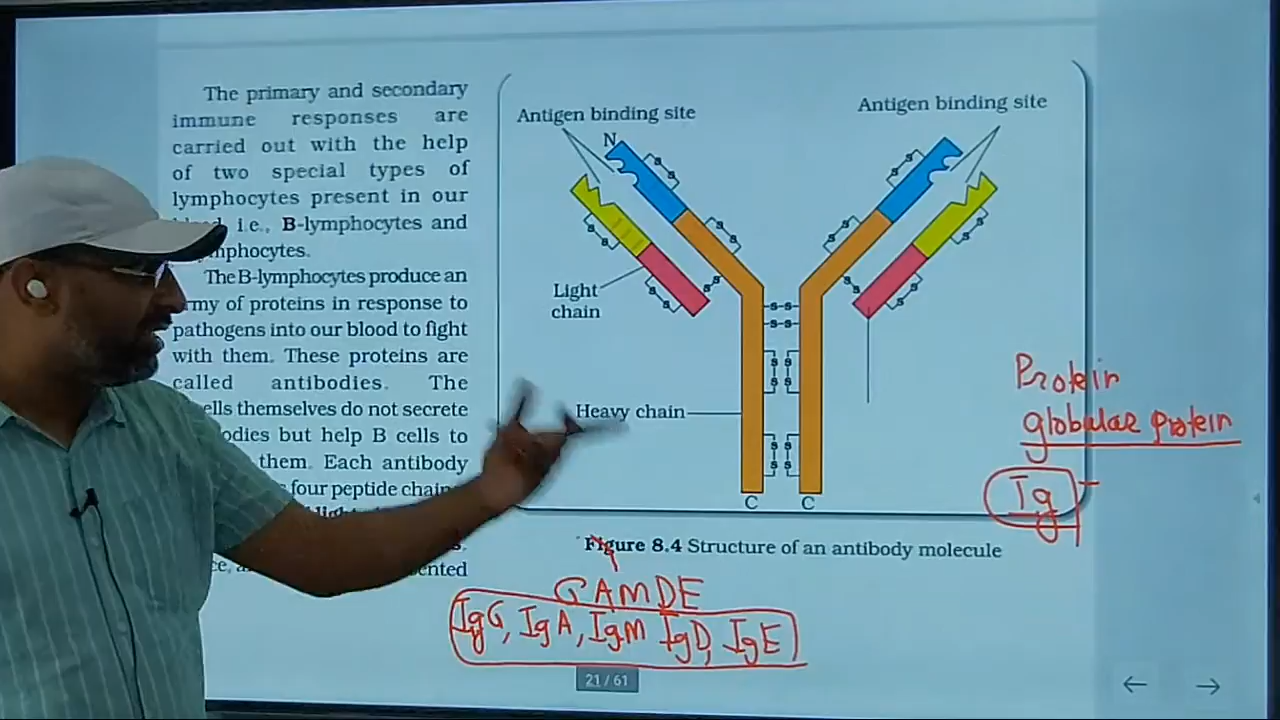 The primary and secondary
immune responses are
carried out with the help
of two special types of
lymphocytes present in our
i.e., B-lymphocytes and
mphocytes.
The B-lymphocytes produce an
rmy of proteins in response to
pathogens into our blood to fight
with them. These proteins are
called antibodies. The
ells themselves do not secrete
odies but help B cells to
them. Each antibody
four peptide chain
ented
Antigen binding site
Antigen binding site
N
s s
s s
s s
s s
s s
s s
s s
s s
s s
s s
Light
chain
-s-s-
-s-s-
s s
s s
Heavy chain
s s
s s
C C
Protein
globular protein
Ig
Figure 8.4 Structure of an antibody molecule
GAMDE
IgG, IgA, IgM IgD, IgE
21 / 61
← →